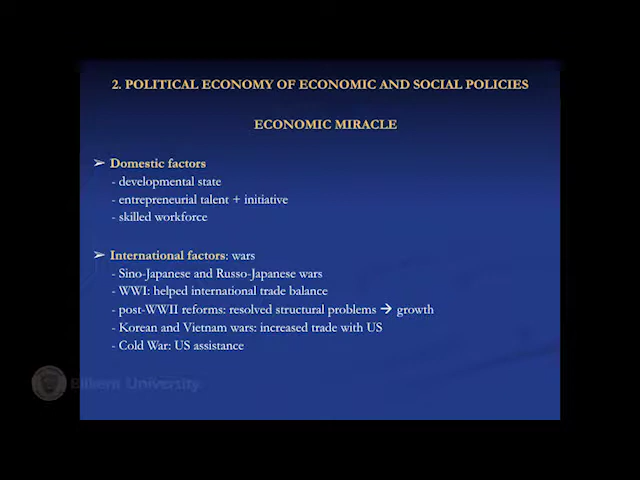 2. POLITICAL ECONOMY OF ECONOMIC AND SOCIAL POLICIES
ECONOMIC MIRACLE
➢ Domestic factors
- developmental state
- entrepreneurial talent + initiative
- skilled workforce
➢ International factors: wars
- Sino-Japanese and Russo-Japanese wars
- WWI: helped international trade balance
- post-WWII reforms: resolved structural problems → growth
- Korean and Vietnam wars: increased trade with US
- Cold War: US assistance
Bilkent University